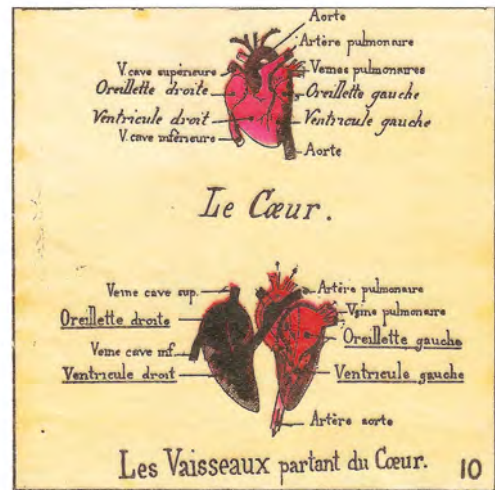 Aorte
Artère pulmonaire
V. cave supérieure
Veines pulmonaires
Oreillette droite
Oreillette gauche
Ventricule droit
Ventricule gauche
V. cave inférieure
Aorte
Le Cœur.
Veine cave sup.
Artère pulmonaire
Veine pulmonaire
Oreillette droite
Oreillette gauche
Veine cave inf.
Ventricule droit
Ventricule gauche
Artère aorte
Les Vaisseaux partant du Cœur.
10